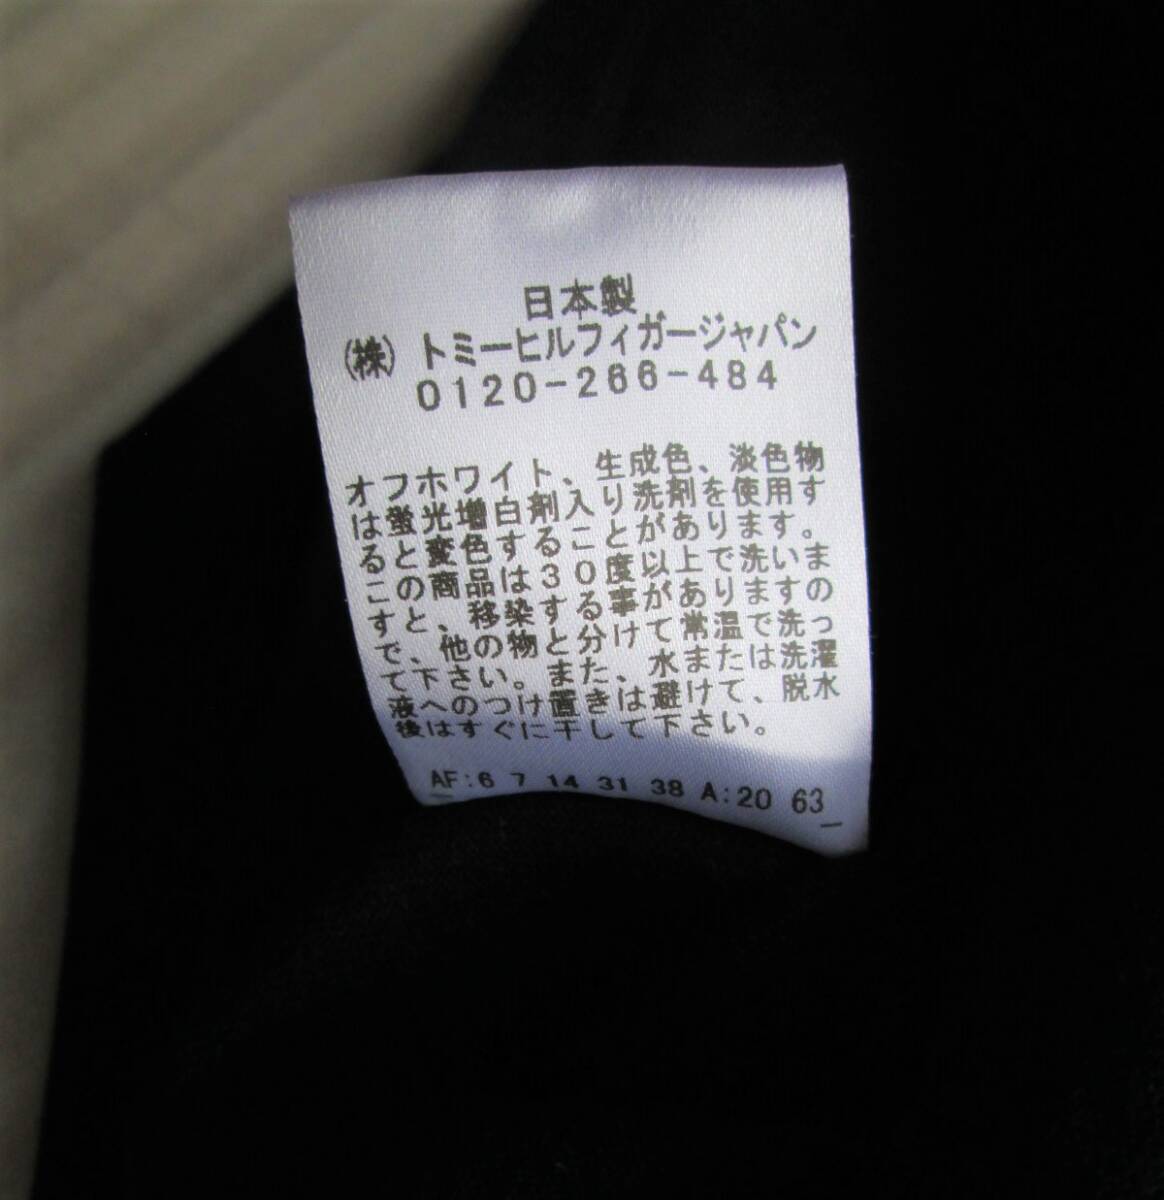 日本製
(株) トミーヒルフィガージャパン
0120-266-484
オフホワイト、生成色、淡色物
は蛍光増白剤入り洗剤を使用す
ると変色することがあります。
この商品は30度以上で洗いま
すと、移染する事がありますの
で、他の物と分けて常温で洗っ
て下さい。また、水または洗濯
液へのつけ置きは避けて、脱水
後はすぐに干して下さい。
AF:6 7 14 31 38 A:20 63